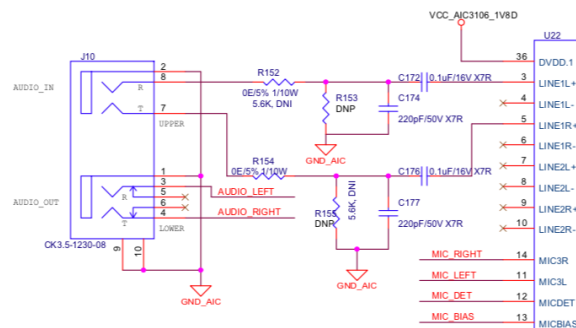 VCC_AIC3106_1V8D
U22
J10
36 DVDD.1
AUDIO_IN
2
8 R
R152
0E/5% 1/10W
5.6K, DNI
C172 0.1uF/16V X7R
3 LINE1L+
C174
220pF/50V X7R
R153
DNP
4 LINE1L-
T 7
UPPER
5 LINE1R+
GND_AIC
6 LINE1R-
R154
0E/5% 1/10W
C176 0.1uF/16V X7R
7 LINE2L+
1
3
R 5
AUDIO_LEFT
8 LINE2L-
AUDIO_OUT
6
T 4
AUDIO_RIGHT
LOWER
R155
DNP
5.6K, DNI
C177
220pF/50V X7R
9 LINE2R+
10 LINE2R-
CK3.5-1230-08
9
10
GND_AIC
GND_AIC
MIC_RIGHT 14 MIC3R
MIC_LEFT 11 MIC3L
MIC_DET 12 MICDET
MIC_BIAS 13 MICBIAS